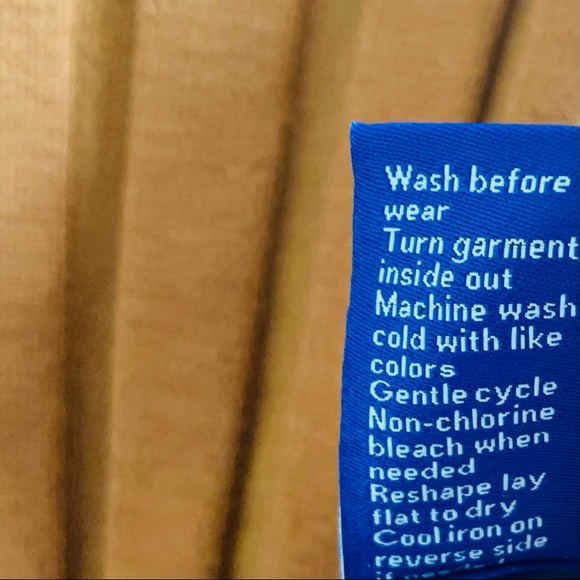 Wash before
wear
Turn garment
inside out
Machine wash
cold with like
colors
Gentle cycle
Non-chlorine
bleach when
needed
Reshape lay
flat to dry
Cool iron on
reverse side